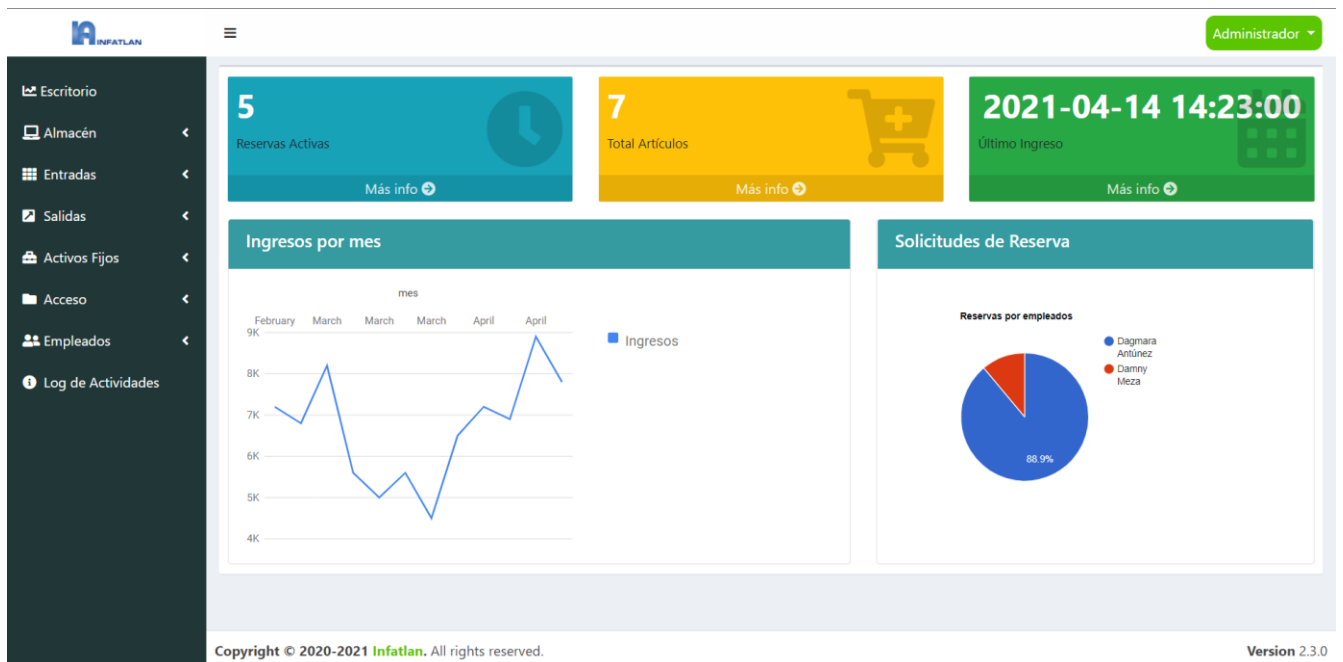 INFATLAN
Administrador
Escritorio
Almacén
Entradas
Salidas
Activos Fijos
Acceso
Empleados
Log de Actividades
5
Reservas Activas
Más info
7
Total Artículos
Más info
2021-04-14 14:23:00
Último Ingreso
Más info
Ingresos por mes
mes
February March March March April April
9K
8K
7K
6K
5K
4K
Ingresos
Solicitudes de Reserva
Reservas por empleados
Dagmara
Antúnez
Damny
Meza
88.9%
Copyright © 2020-2021 Infatlan. All rights reserved.
Version 2.3.0